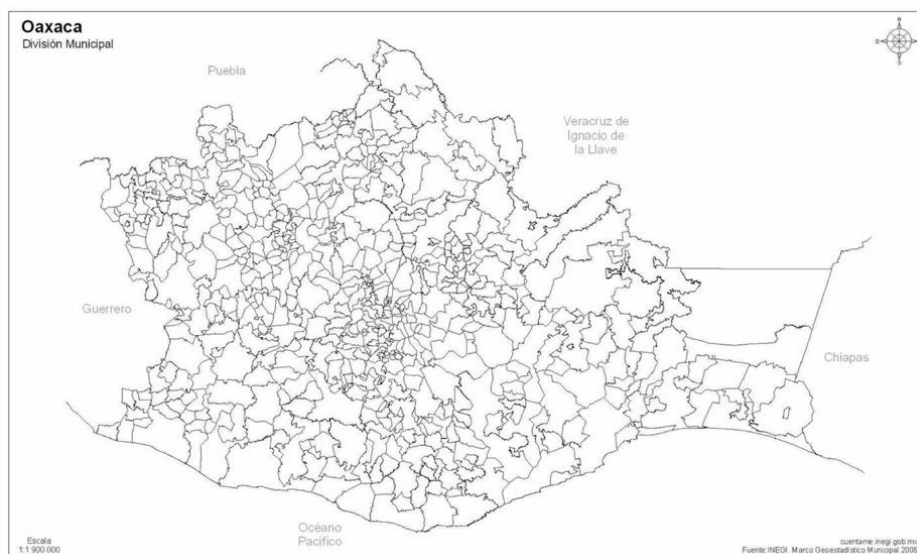 Oaxaca
División Municipal
Puebla
Veracruz de
Ignacio de
la Llave
Guerrero
Chiapas
Océano
Pacífico
Escala
1:1 900 000
cuentame.inegi.gob.mx
Fuente: INEGI. Marco Geoestadístico Municipal 2005
N
S